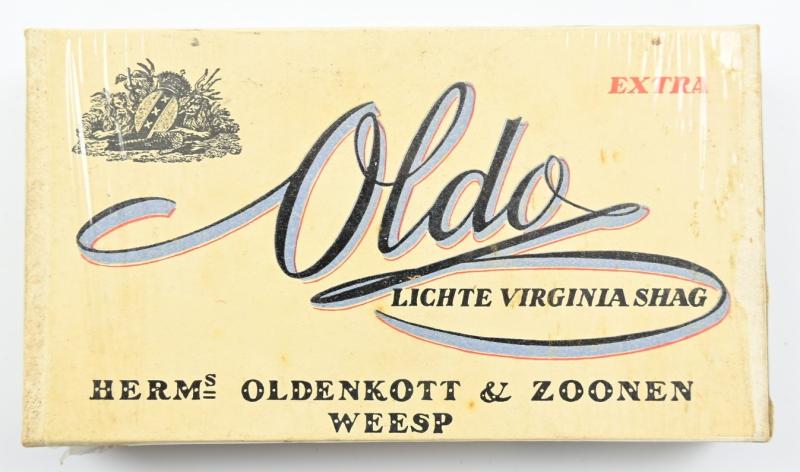 EXTRA
Oldo
LICHTE VIRGINIA SHAG
HERMS OLDENKOTT & ZOONEN
WEESP